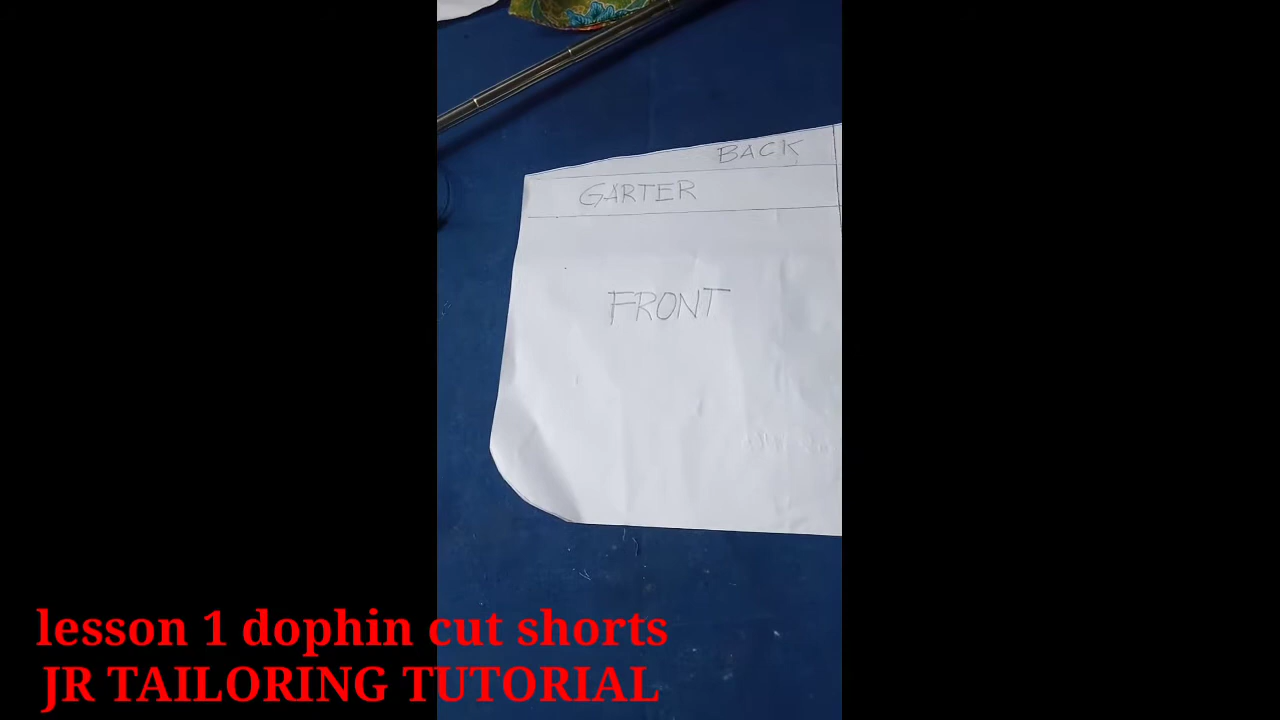 BACK
GARTER
FRONT
lesson 1 dophin cut shorts
JR TAILORING TUTORIAL